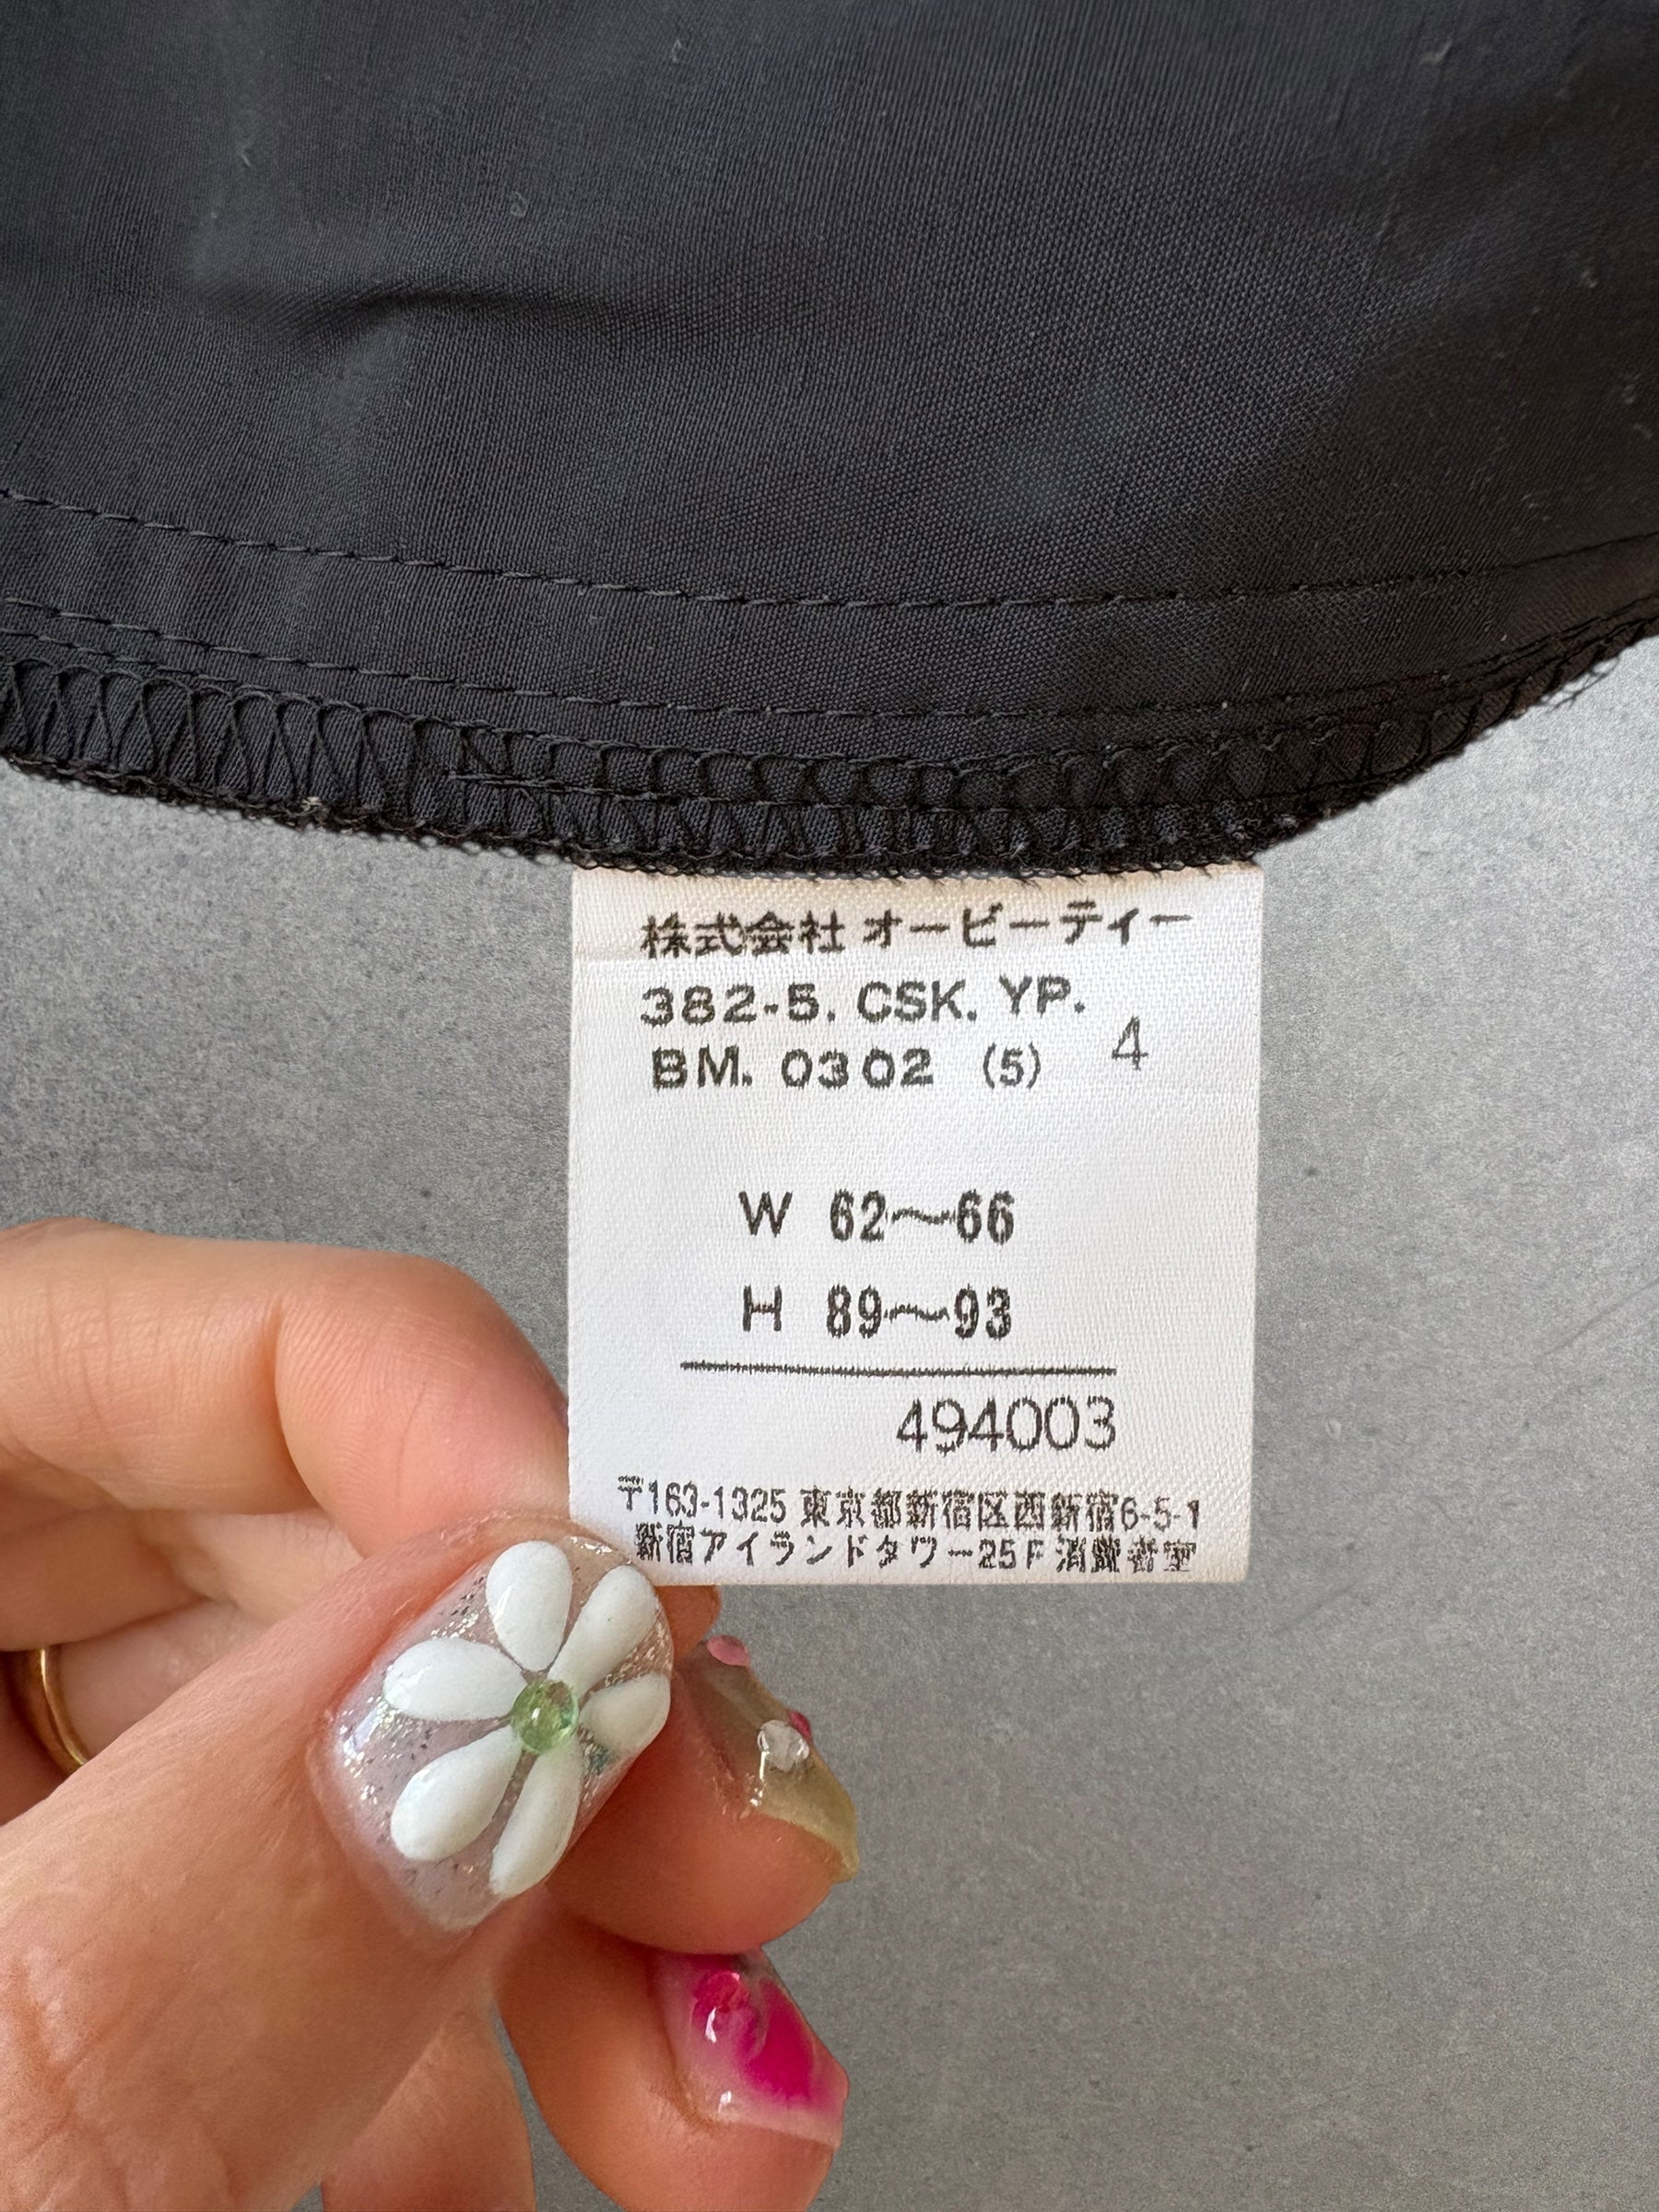 株式会社 オービーティー
382-5. CSK. YP.
4
BM. 0302 (5)
W 62〜66
H 89〜93
494003
〒163-1325 東京都新宿区西新宿6-5-1
新宿アイランドタワー25F 消費者室